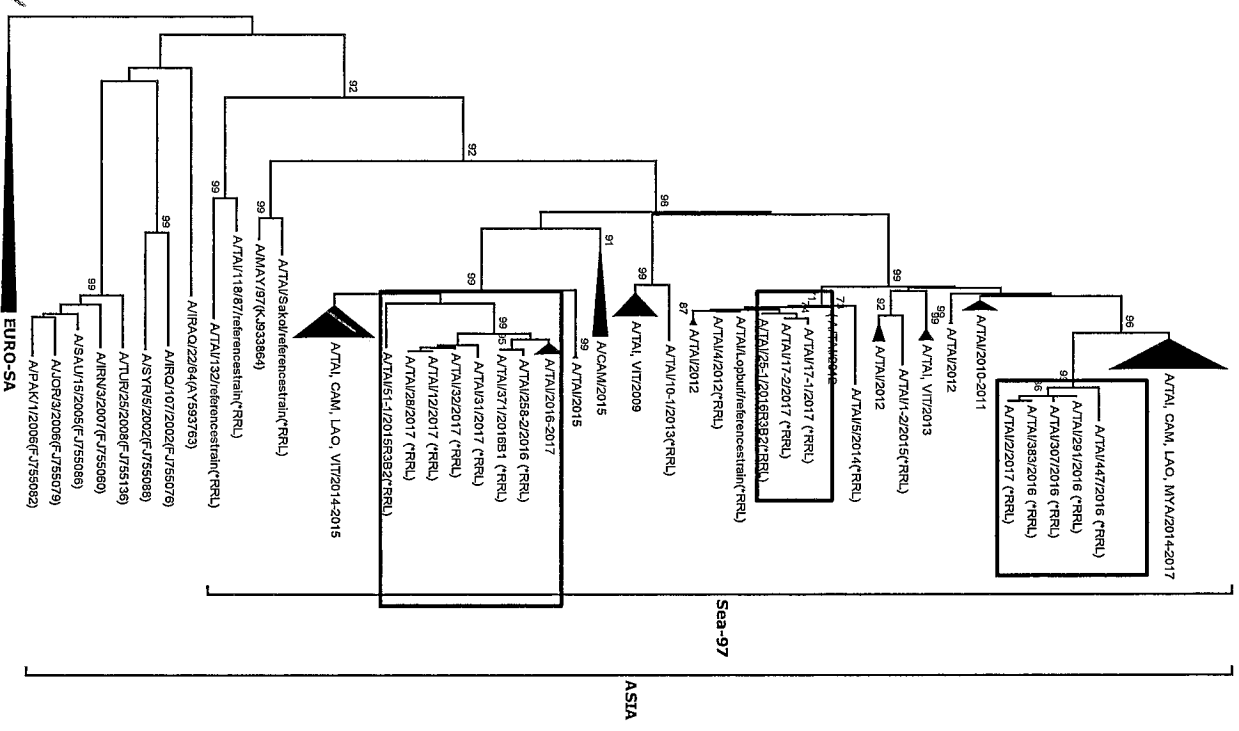 A/TAI, CAM, LAO, MYA/2014-2017
96
A/TAI/447/2016 (*RRL)
A/TAI/291/2016 (*RRL)
A/TAI/307/2016 (*RRL)
A/TAI/383/2016 (*RRL)
A/TAI/2/2017 (*RRL)
A/TAI/2010-2011
A/TAI/2012
99
99
A/TAI, VIT/2013
A/TAI/1-2/2015(*RRL)
92
A/TAI/2012
99
A/TAI/5/2014(*RRL)
73
A/TAI/2012
71
A/TAI/17-1/2017 (*RRL)
74
A/TAI/17-2/2017 (*RRL)
A/TAI/25-1/2016R3B2(*RRL)
A/TAI/Lopburi/referencestrain(*RRL)
A/TAI/4/2012(*RRL)
A/TAI/2012
87
A/TAI/10-1/2013(*RRL)
99
A/TAI, VIT/2009
98
A/CAM/2015
91
A/TAI/2015
99
99
A/TAI/2016-2017
A/TAI/258-2/2016 (*RRL)
95
A/TAI/371/2016B1 (*RRL)
99
A/TAI/31/2017 (*RRL)
A/TAI/32/2017 (*RRL)
A/TAI/12/2017 (*RRL)
A/TAI/28/2017 (*RRL)
A/TAI/51-1/2015R3B2(*RRL)
A/TAI, CAM, LAO, VIT/2014-2015
92
A/TAI/Sakol/referencestrain(*RRL)
99
A/MAY/97(KJ933864)
92
A/TAI/118/87/referencestrain(*RRL)
99
A/TAI/132/referencestrain(*RRL)
A/IRAQ/22/64(AY593763)
A/IRQ/107/2002(FJ755076)
99
A/SYR/5/2002(FJ755088)
A/TUR/25/2008(FJ755136)
99
A/IRN/3/2007(FJ755060)
A/SAU/15/2005(FJ755086)
A/JOR/3/2006(FJ755079)
A/PAK/1/2006(FJ755082)
EURO-SA
Sea-97
ASIA